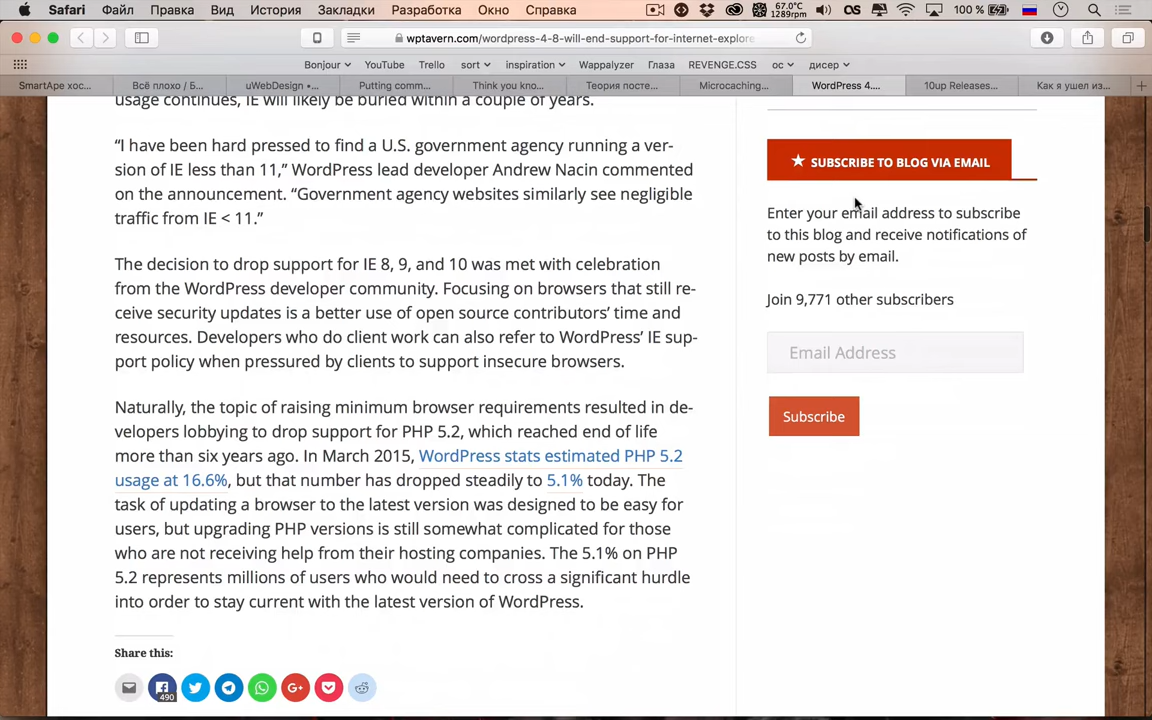 Safari Файл Правка Вид История Закладки Разработка Окно Справка 67.0°C 1289rpm 100 %
wptavern.com/wordpress-4-8-will-end-support-for-internet-explore
Bonjour YouTube Trello sort inspiration Wappalyzer Глаза REVENGE.CSS ос дисер
SmartApe хос... Всё плохо / Б... uWebDesign •... Putting comm... Think you kno... Теория посте... Microcaching... WordPress 4.... 10up Releases... Как я ушел из...
usage continues, IE will likely be buried within a couple of years.
“I have been hard pressed to find a U.S. government agency running a ver-
sion of IE less than 11,” WordPress lead developer Andrew Nacin commented
on the announcement. “Government agency websites similarly see negligible
traffic from IE < 11.”
The decision to drop support for IE 8, 9, and 10 was met with celebration
from the WordPress developer community. Focusing on browsers that still re-
ceive security updates is a better use of open source contributors’ time and
resources. Developers who do client work can also refer to WordPress’ IE sup-
port policy when pressured by clients to support insecure browsers.
Naturally, the topic of raising minimum browser requirements resulted in de-
velopers lobbying to drop support for PHP 5.2, which reached end of life
more than six years ago. In March 2015, WordPress stats estimated PHP 5.2
usage at 16.6%, but that number has dropped steadily to 5.1% today. The
task of updating a browser to the latest version was designed to be easy for
users, but upgrading PHP versions is still somewhat complicated for those
who are not receiving help from their hosting companies. The 5.1% on PHP
5.2 represents millions of users who would need to cross a significant hurdle
into order to stay current with the latest version of WordPress.
Share this:
490
SUBSCRIBE TO BLOG VIA EMAIL
Enter your email address to subscribe
to this blog and receive notifications of
new posts by email.
Join 9,771 other subscribers
Email Address
Subscribe